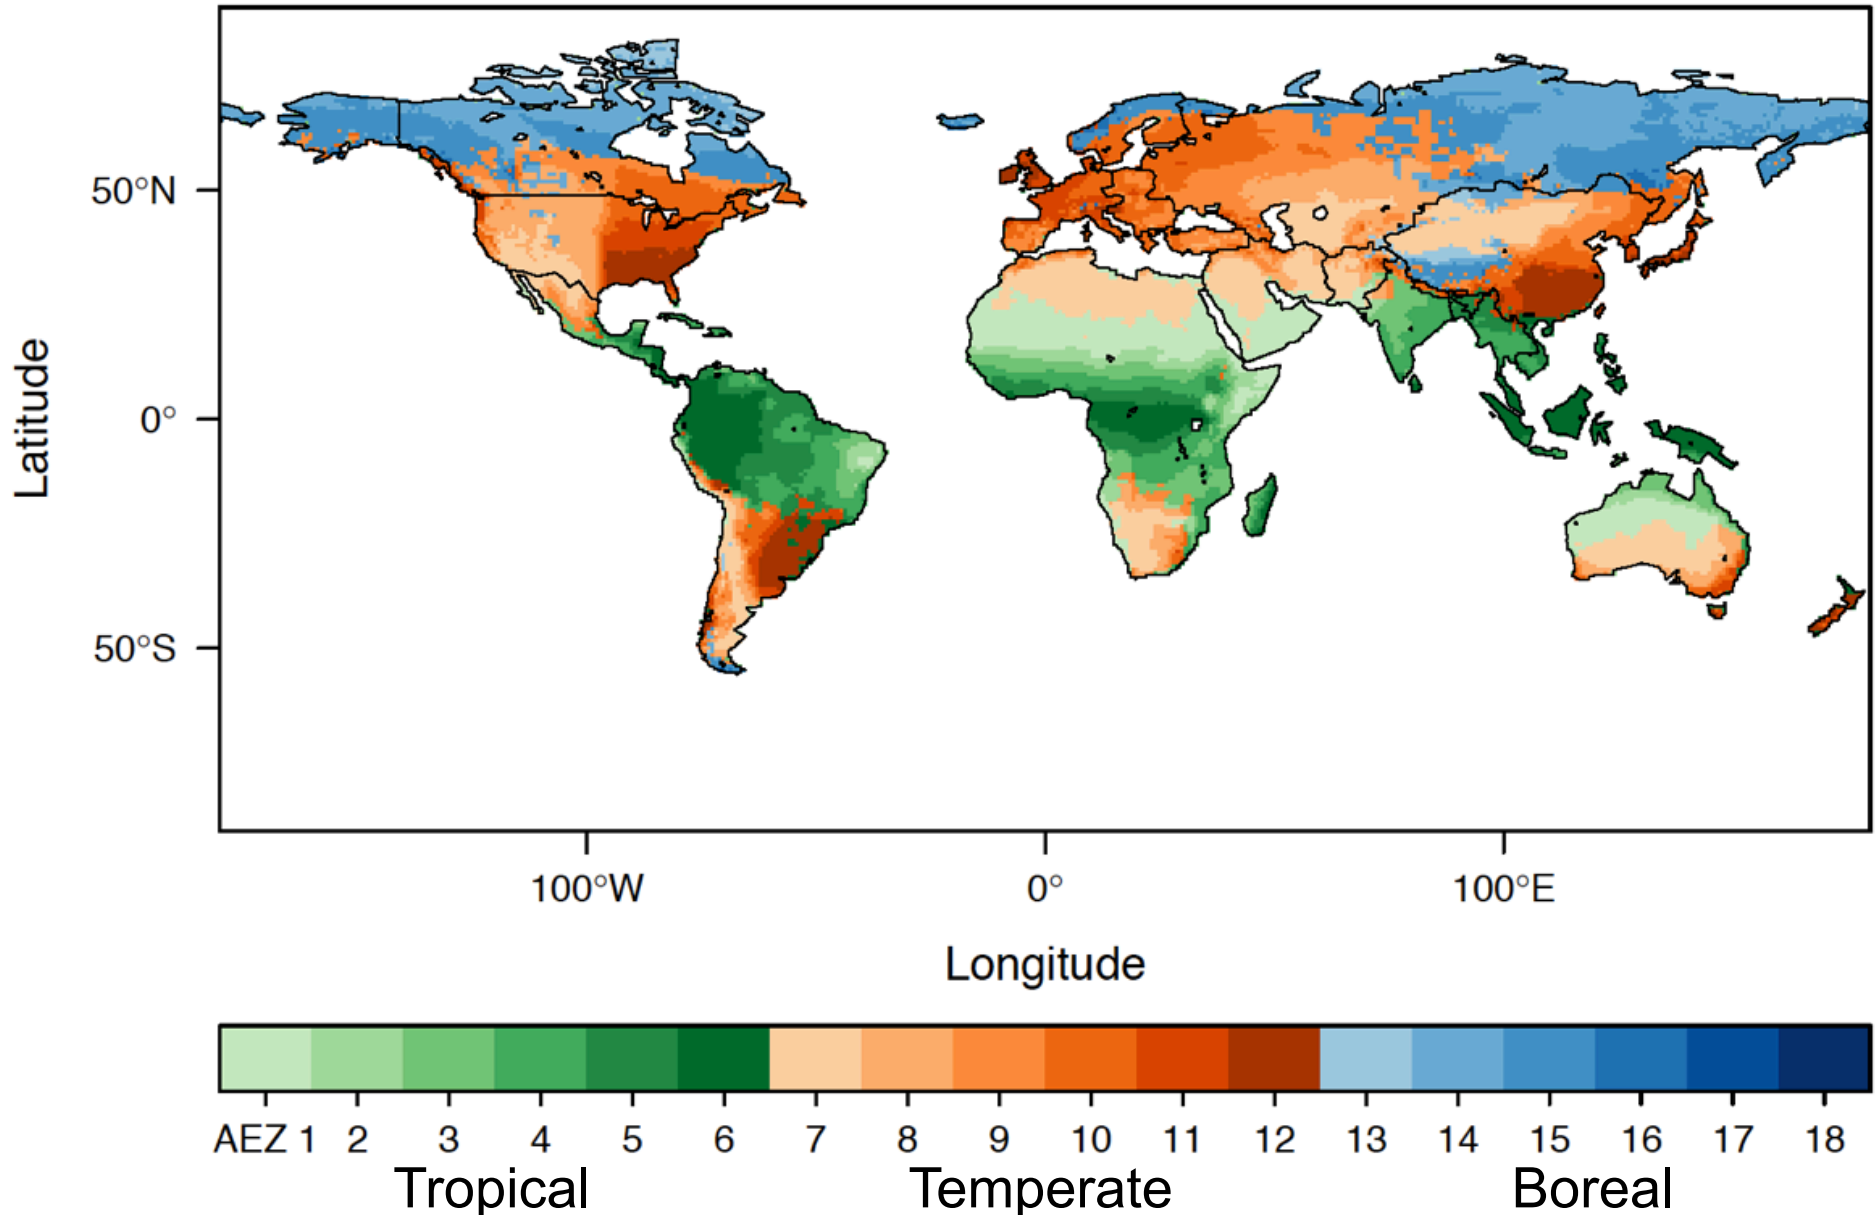 Latitude
50°N
0°
50°S
100°W 0° 100°E
Longitude
AEZ 1 2 3 4 5 6 7 8 9 10 11 12 13 14 15 16 17 18
Tropical Temperate Boreal